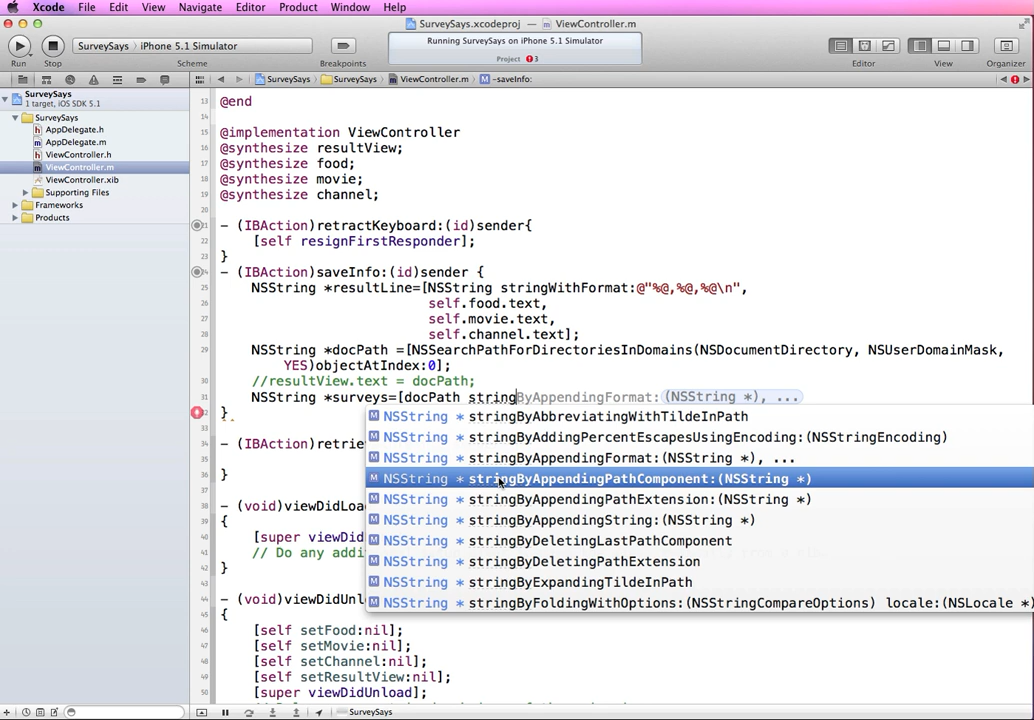 Xcode File Edit View Navigate Editor Product Window Help
SurveySays.xcodeproj — ViewController.m
SurveySays iPhone 5.1 Simulator
Running SurveySays on iPhone 5.1 Simulator
Project 3
Run Stop Scheme Breakpoints Editor View Organizer
SurveySays SurveySays ViewController.m -saveInfo:
SurveySays
1 target, iOS SDK 5.1
SurveySays
AppDelegate.h
AppDelegate.m
ViewController.h
ViewController.m
ViewController.xib
Supporting Files
Frameworks
Products
13 @end
14
15 @implementation ViewController
16 @synthesize resultView;
17 @synthesize food;
18 @synthesize movie;
19 @synthesize channel;
20
21 - (IBAction)retractKeyboard:(id)sender{
22 [self resignFirstResponder];
23 }
24 - (IBAction)saveInfo:(id)sender {
25 NSString *resultLine=[NSString stringWithFormat:@"%@,%@,%@\n",
26 self.food.text,
27 self.movie.text,
28 self.channel.text];
29 NSString *docPath =[NSSearchPathForDirectoriesInDomains(NSDocumentDirectory, NSUserDomainMask,
YES)objectAtIndex:0];
30 //resultView.text = docPath;
31 NSString *surveys=[docPath stringByAppendingFormat:(NSString *), ...
}
33
34 - (IBAction)retrie
35
36 }
37
38 - (void)viewDidLoa
39 {
40 [super viewDid
41 // Do any addi
42 }
43
44 - (void)viewDidUnl
45 {
46 [self setFood:nil];
47 [self setMovie:nil];
48 [self setChannel:nil];
49 [self setResultView:nil];
50 [super viewDidUnload];
M NSString * stringByAbbreviatingWithTildeInPath
M NSString * stringByAddingPercentEscapesUsingEncoding:(NSStringEncoding)
M NSString * stringByAppendingFormat:(NSString *), ...
M NSString * stringByAppendingPathComponent:(NSString *)
M NSString * stringByAppendingPathExtension:(NSString *)
M NSString * stringByAppendingString:(NSString *)
M NSString * stringByDeletingLastPathComponent
M NSString * stringByDeletingPathExtension
M NSString * stringByExpandingTildeInPath
M NSString * stringByFoldingWithOptions:(NSStringCompareOptions) locale:(NSLocale *)
SurveySays